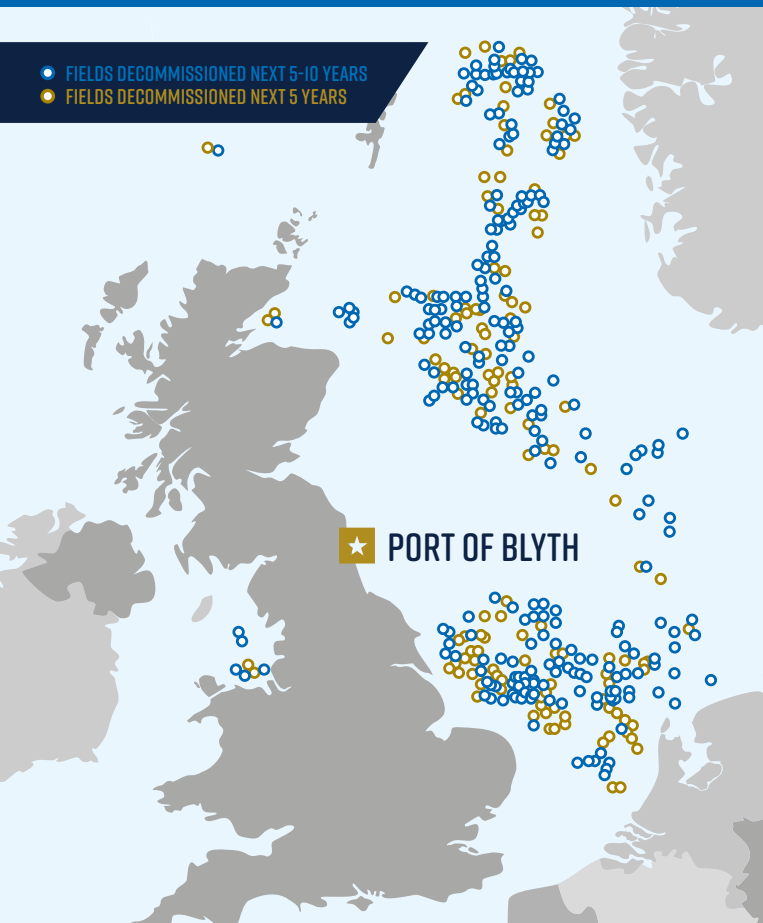 FIELDS DECOMMISSIONED NEXT 5-10 YEARS
FIELDS DECOMMISSIONED NEXT 5 YEARS
PORT OF BLYTH